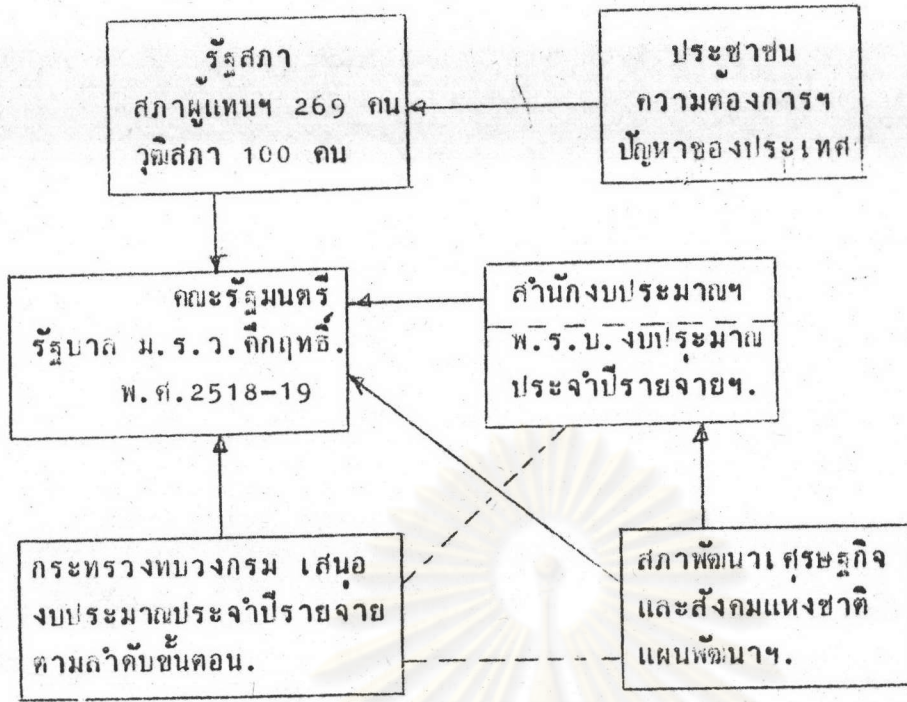 รัฐสภา
สภาผู้แทนฯ 269 คน
วุฒิสภา 100 คน
ประชาชน
ความต้องการฯ
ปัญหาของประเทศ
คณะรัฐมนตรี
รัฐบาล ม.ร.ว.คึกฤทธิ์.
พ.ศ.2518-19
สำนักงบประมาณฯ
พ.ร.บ.งบประมาณ
ประจำปีรายจ่ายฯ.
กระทรวงทบวงกรม เสนอ
งบประมาณประจำปีรายจ่าย
ตามลำดับขั้นตอน.
สภาพัฒนาเศรษฐกิจ
และสังคมแห่งชาติ
แผนพัฒนาฯ.